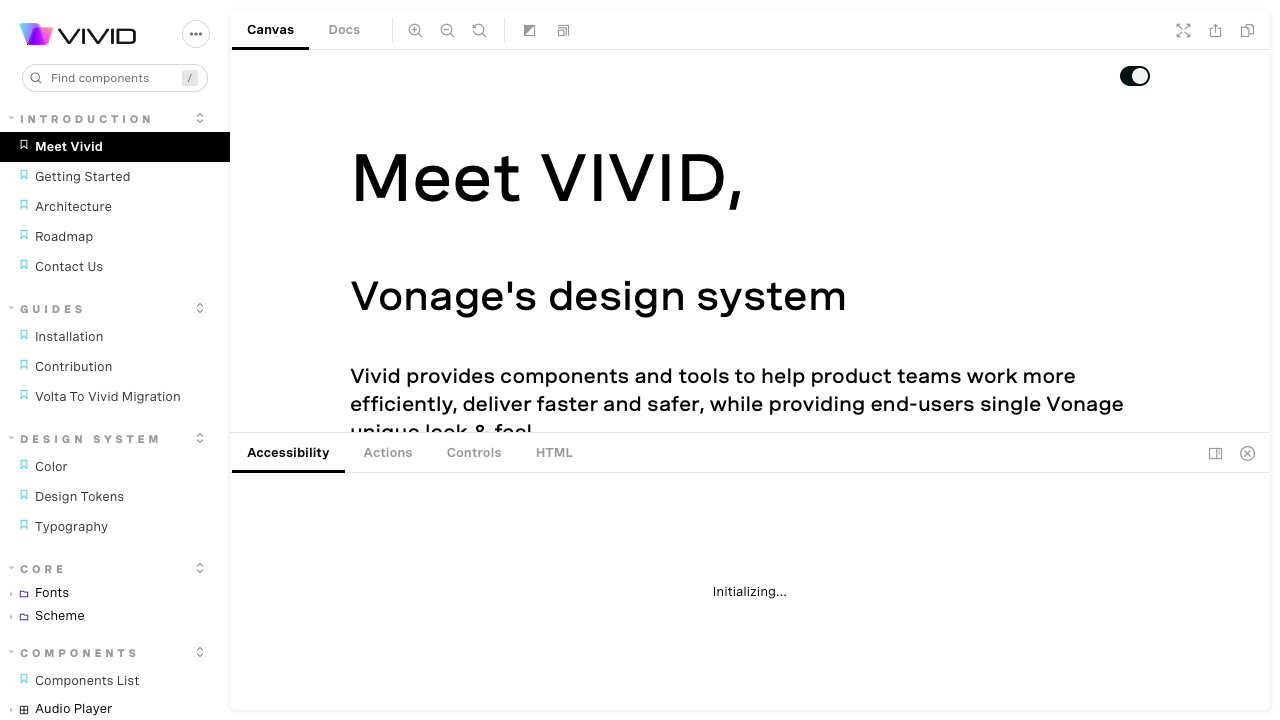 VIVID
Find components
/
INTRODUCTION
Meet Vivid
Getting Started
Architecture
Roadmap
Contact Us
GUIDES
Installation
Contribution
Volta To Vivid Migration
DESIGN SYSTEM
Color
Design Tokens
Typography
CORE
Fonts
Scheme
COMPONENTS
Components List
Audio Player
Canvas
Docs
Meet VIVID,
Vonage's design system
Vivid provides components and tools to help product teams work more
efficiently, deliver faster and safer, while providing end-users single Vonage
unique look & feel
Accessibility
Actions
Controls
HTML
Initializing...